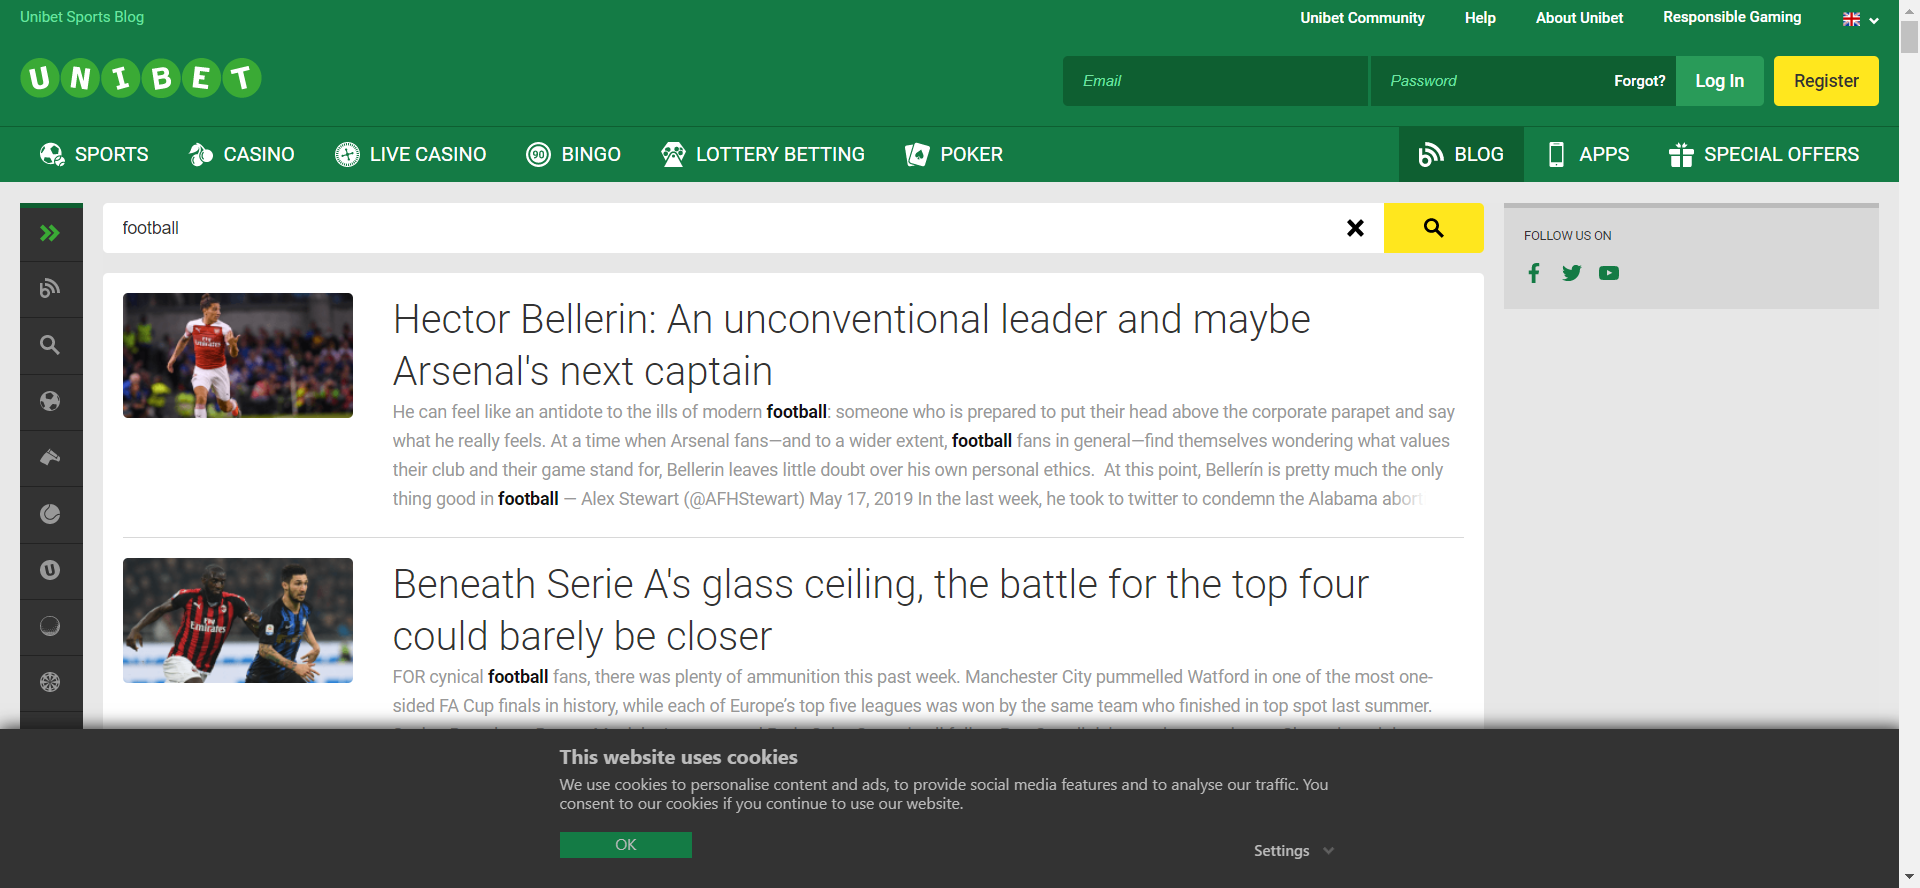 Unibet Sports Blog
Unibet Community
Help
About Unibet
Responsible Gaming
UNIBET
Email
Password
Forgot?
Log In
Register
SPORTS
CASINO
LIVE CASINO
90
BINGO
LOTTERY BETTING
POKER
BLOG
APPS
SPECIAL OFFERS
football
FOLLOW US ON
Hector Bellerin: An unconventional leader and maybe
Arsenal's next captain
He can feel like an antidote to the ills of modern football: someone who is prepared to put their head above the corporate parapet and say
what he really feels. At a time when Arsenal fans—and to a wider extent, football fans in general—find themselves wondering what values
their club and their game stand for, Bellerin leaves little doubt over his own personal ethics. At this point, Bellerín is pretty much the only
thing good in football — Alex Stewart (@AFHStewart) May 17, 2019 In the last week, he took to twitter to condemn the Alabama abort
Beneath Serie A's glass ceiling, the battle for the top four
could barely be closer
Fly Emirates
FOR cynical football fans, there was plenty of ammunition this past week. Manchester City pummelled Watford in one of the most one-
sided FA Cup finals in history, while each of Europe's top five leagues was won by the same team who finished in top spot last summer.
This website uses cookies
We use cookies to personalise content and ads, to provide social media features and to analyse our traffic. You
consent to our cookies if you continue to use our website.
OK
Settings